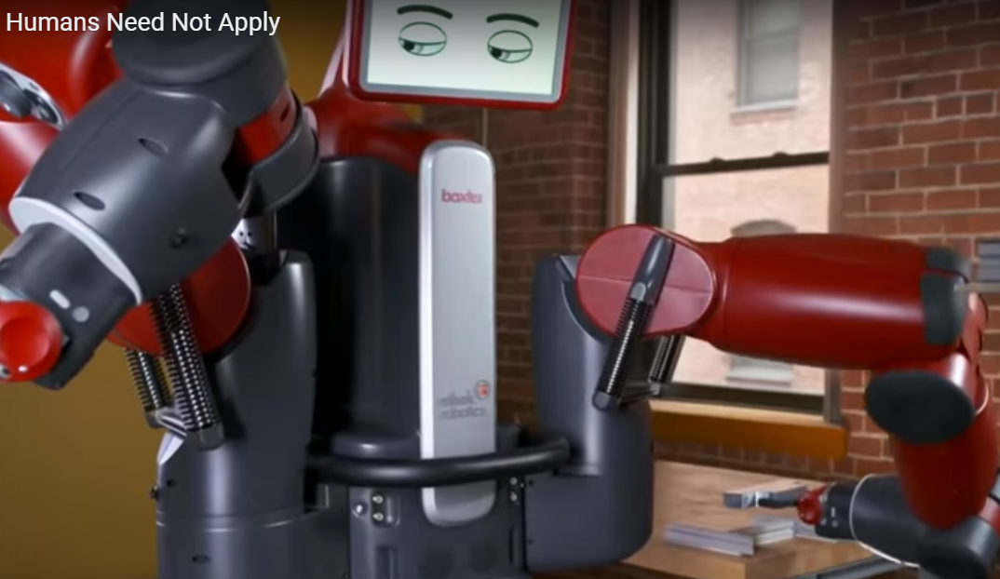 Humans Need Not Apply
baxter
rethink
robotics